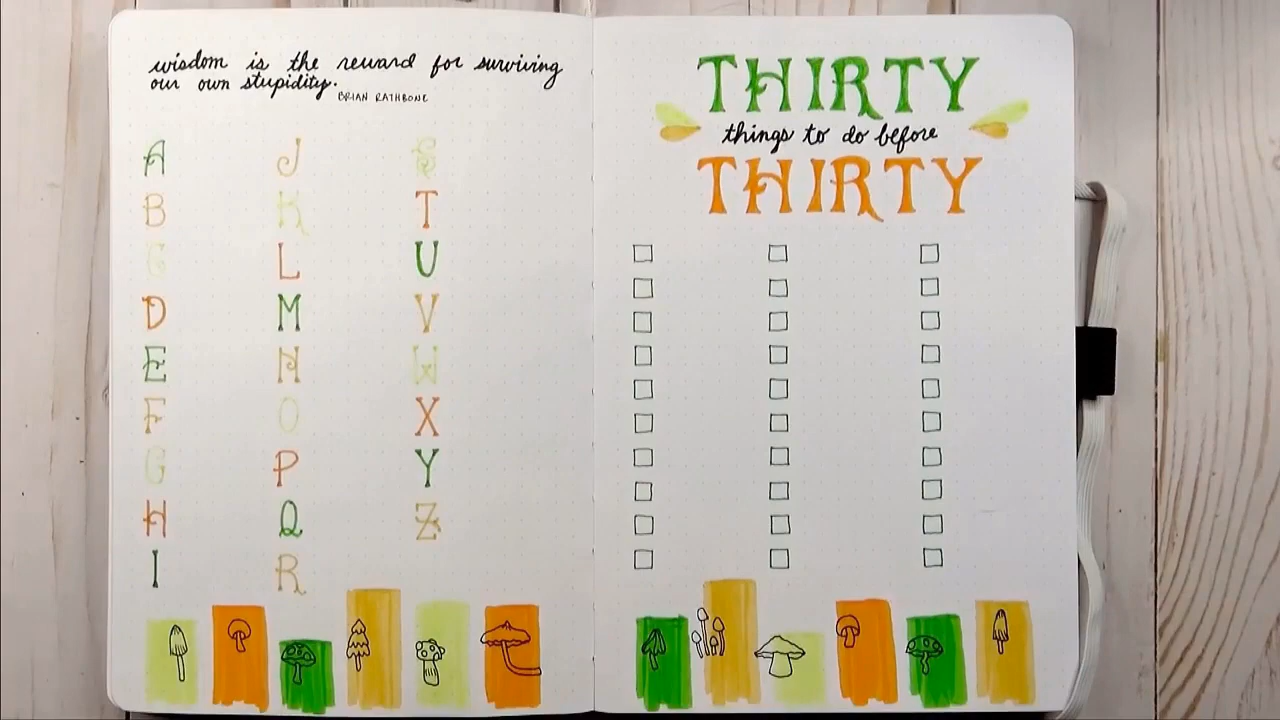 wisdom is the reward for surviving
our own stupidity.
BRIAN RATHBONE
A
B
C
D
E
F
G
H
I
J
K
L
M
N
O
P
Q
R
S
T
U
V
W
X
Y
Z
THIRTY
things to do before
THIRTY